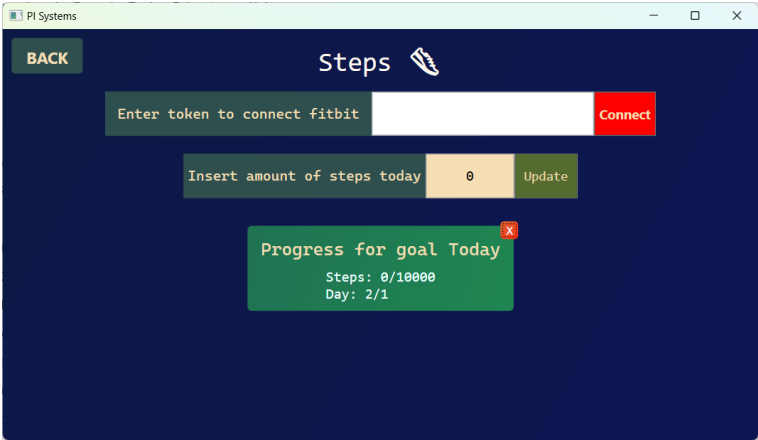 PI Systems
BACK
Steps
Enter token to connect fitbit
Connect
Insert amount of steps today
0
Update
X
Progress for goal Today
Steps: 0/10000
Day: 2/1